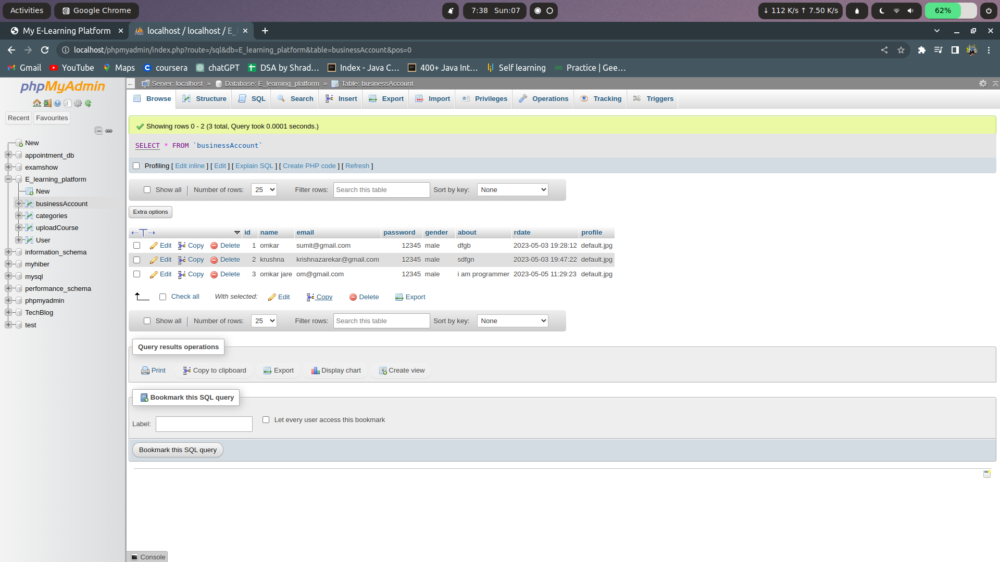 Activities Google Chrome 7:38 Sun:07 ↓ 112 K/s ↑ 7.50 K/s 62%
My E-Learning Platform localhost / localhost / E_
localhost/phpmyadmin/index.php?route=/sql&db=E_learning_platform&table=businessAccount&pos=0
Gmail YouTube Maps coursera chatGPT DSA by Shrad... Index - Java C... 400+ Java Int... Self learning Practice | Gee...
phpMyAdmin
Recent Favourites
New
appointment_db
examshow
E_learning_platform
New
businessAccount
categories
uploadCourse
User
information_schema
myhiber
mysql
performance_schema
phpmyadmin
TechBlog
test
Server: localhost » Database: E_learning_platform » Table: businessAccount
Browse Structure SQL Search Insert Export Import Privileges Operations Tracking Triggers
Showing rows 0 - 2 (3 total, Query took 0.0001 seconds.)
SELECT * FROM `businessAccount`
Profiling [ Edit inline ] [ Edit ] [ Explain SQL ] [ Create PHP code ] [ Refresh ]
Show all Number of rows: 25 Filter rows: Search this table Sort by key: None
Extra options
←T→ id name email password gender about rdate profile
Edit Copy Delete 1 omkar sumit@gmail.com 12345 male dfgb 2023-05-03 19:28:12 default.jpg
Edit Copy Delete 2 krushna krishnazarekar@gmail.com 12345 male sdfgn 2023-05-03 19:47:22 default.jpg
Edit Copy Delete 3 omkar jare om@gmail.com 12345 male i am programmer 2023-05-05 11:29:23 default.jpg
Check all With selected: Edit Copy Delete Export
Show all Number of rows: 25 Filter rows: Search this table Sort by key: None
Query results operations
Print Copy to clipboard Export Display chart Create view
Bookmark this SQL query
Label: Let every user access this bookmark
Bookmark this SQL query
Console